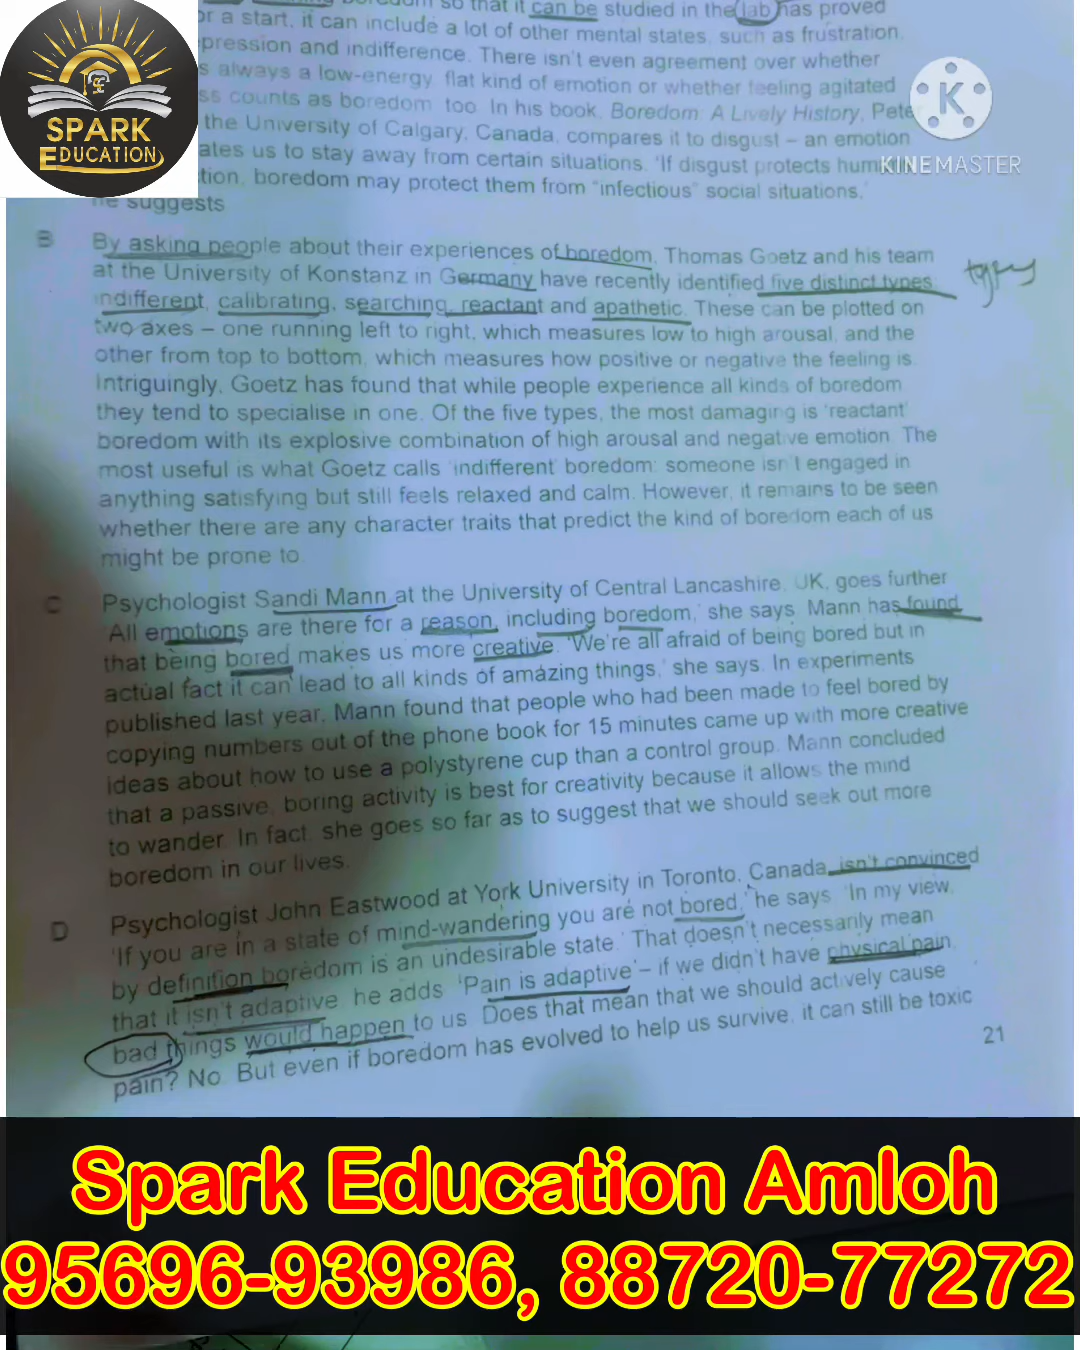 so that it can be studied in the lab has proved
or a start, it can include a lot of other mental states, such as frustration,
pression and indifference. There isn't even agreement over whether
s always a low-energy, flat kind of emotion or whether feeling agitated
ss counts as boredom too. In his book, Boredom: A Lively History, Pete
the University of Calgary, Canada, compares it to disgust – an emotion
ates us to stay away from certain situations. 'If disgust protects hum
tion, boredom may protect them from "infectious" social situations,'
he suggests
SPARK
EDUCATION
K
KINEMASTER
B By asking people about their experiences of boredom, Thomas Goetz and his team
at the University of Konstanz in Germany have recently identified five distinct types:
types
indifferent, calibrating, searching, reactant and apathetic. These can be plotted on
two axes – one running left to right, which measures low to high arousal, and the
other from top to bottom, which measures how positive or negative the feeling is.
Intriguingly, Goetz has found that while people experience all kinds of boredom,
they tend to specialise in one. Of the five types, the most damaging is 'reactant'
boredom with its explosive combination of high arousal and negative emotion. The
most useful is what Goetz calls 'indifferent' boredom: someone isn't engaged in
anything satisfying but still feels relaxed and calm. However, it remains to be seen
whether there are any character traits that predict the kind of boredom each of us
might be prone to.
C Psychologist Sandi Mann at the University of Central Lancashire, UK, goes further.
'All emotions are there for a reason, including boredom,' she says. Mann has found
that being bored makes us more creative. 'We're all afraid of being bored but in
actual fact it can lead to all kinds of amazing things,' she says. In experiments
published last year, Mann found that people who had been made to feel bored by
copying numbers out of the phone book for 15 minutes came up with more creative
ideas about how to use a polystyrene cup than a control group. Mann concluded
that a passive, boring activity is best for creativity because it allows the mind
to wander. In fact, she goes so far as to suggest that we should seek out more
boredom in our lives.
D Psychologist John Eastwood at York University in Toronto, Canada, isn't convinced.
'If you are in a state of mind-wandering you are not bored,' he says. 'In my view,
by definition boredom is an undesirable state.' That doesn't necessarily mean
that it isn't adaptive, he adds. 'Pain is adaptive – if we didn't have physical pain,
bad things would happen to us. Does that mean that we should actively cause
pain? No. But even if boredom has evolved to help us survive, it can still be toxic
21
Spark Education Amloh
95696-93986, 88720-77272